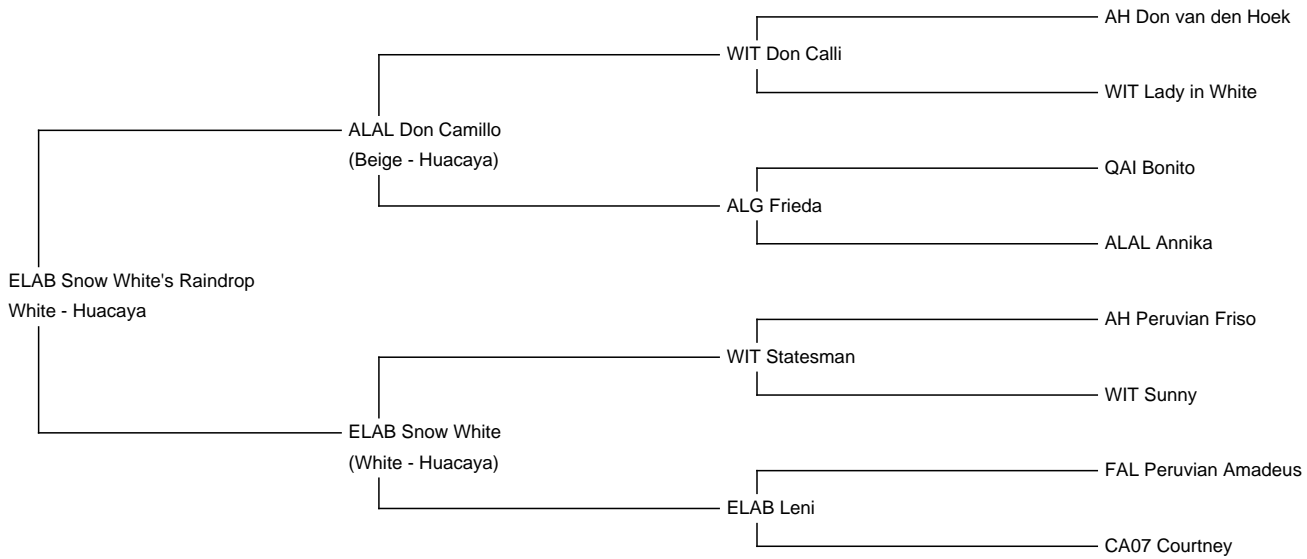 AH Don van den Hoek
WIT Don Calli
WIT Lady in White
ALAL Don Camillo
(Beige - Huacaya)
QAI Bonito
ALG Frieda
ALAL Annika
ELAB Snow White's Raindrop
White - Huacaya
AH Peruvian Friso
WIT Statesman
WIT Sunny
ELAB Snow White
(White - Huacaya)
FAL Peruvian Amadeus
ELAB Leni
CA07 Courtney